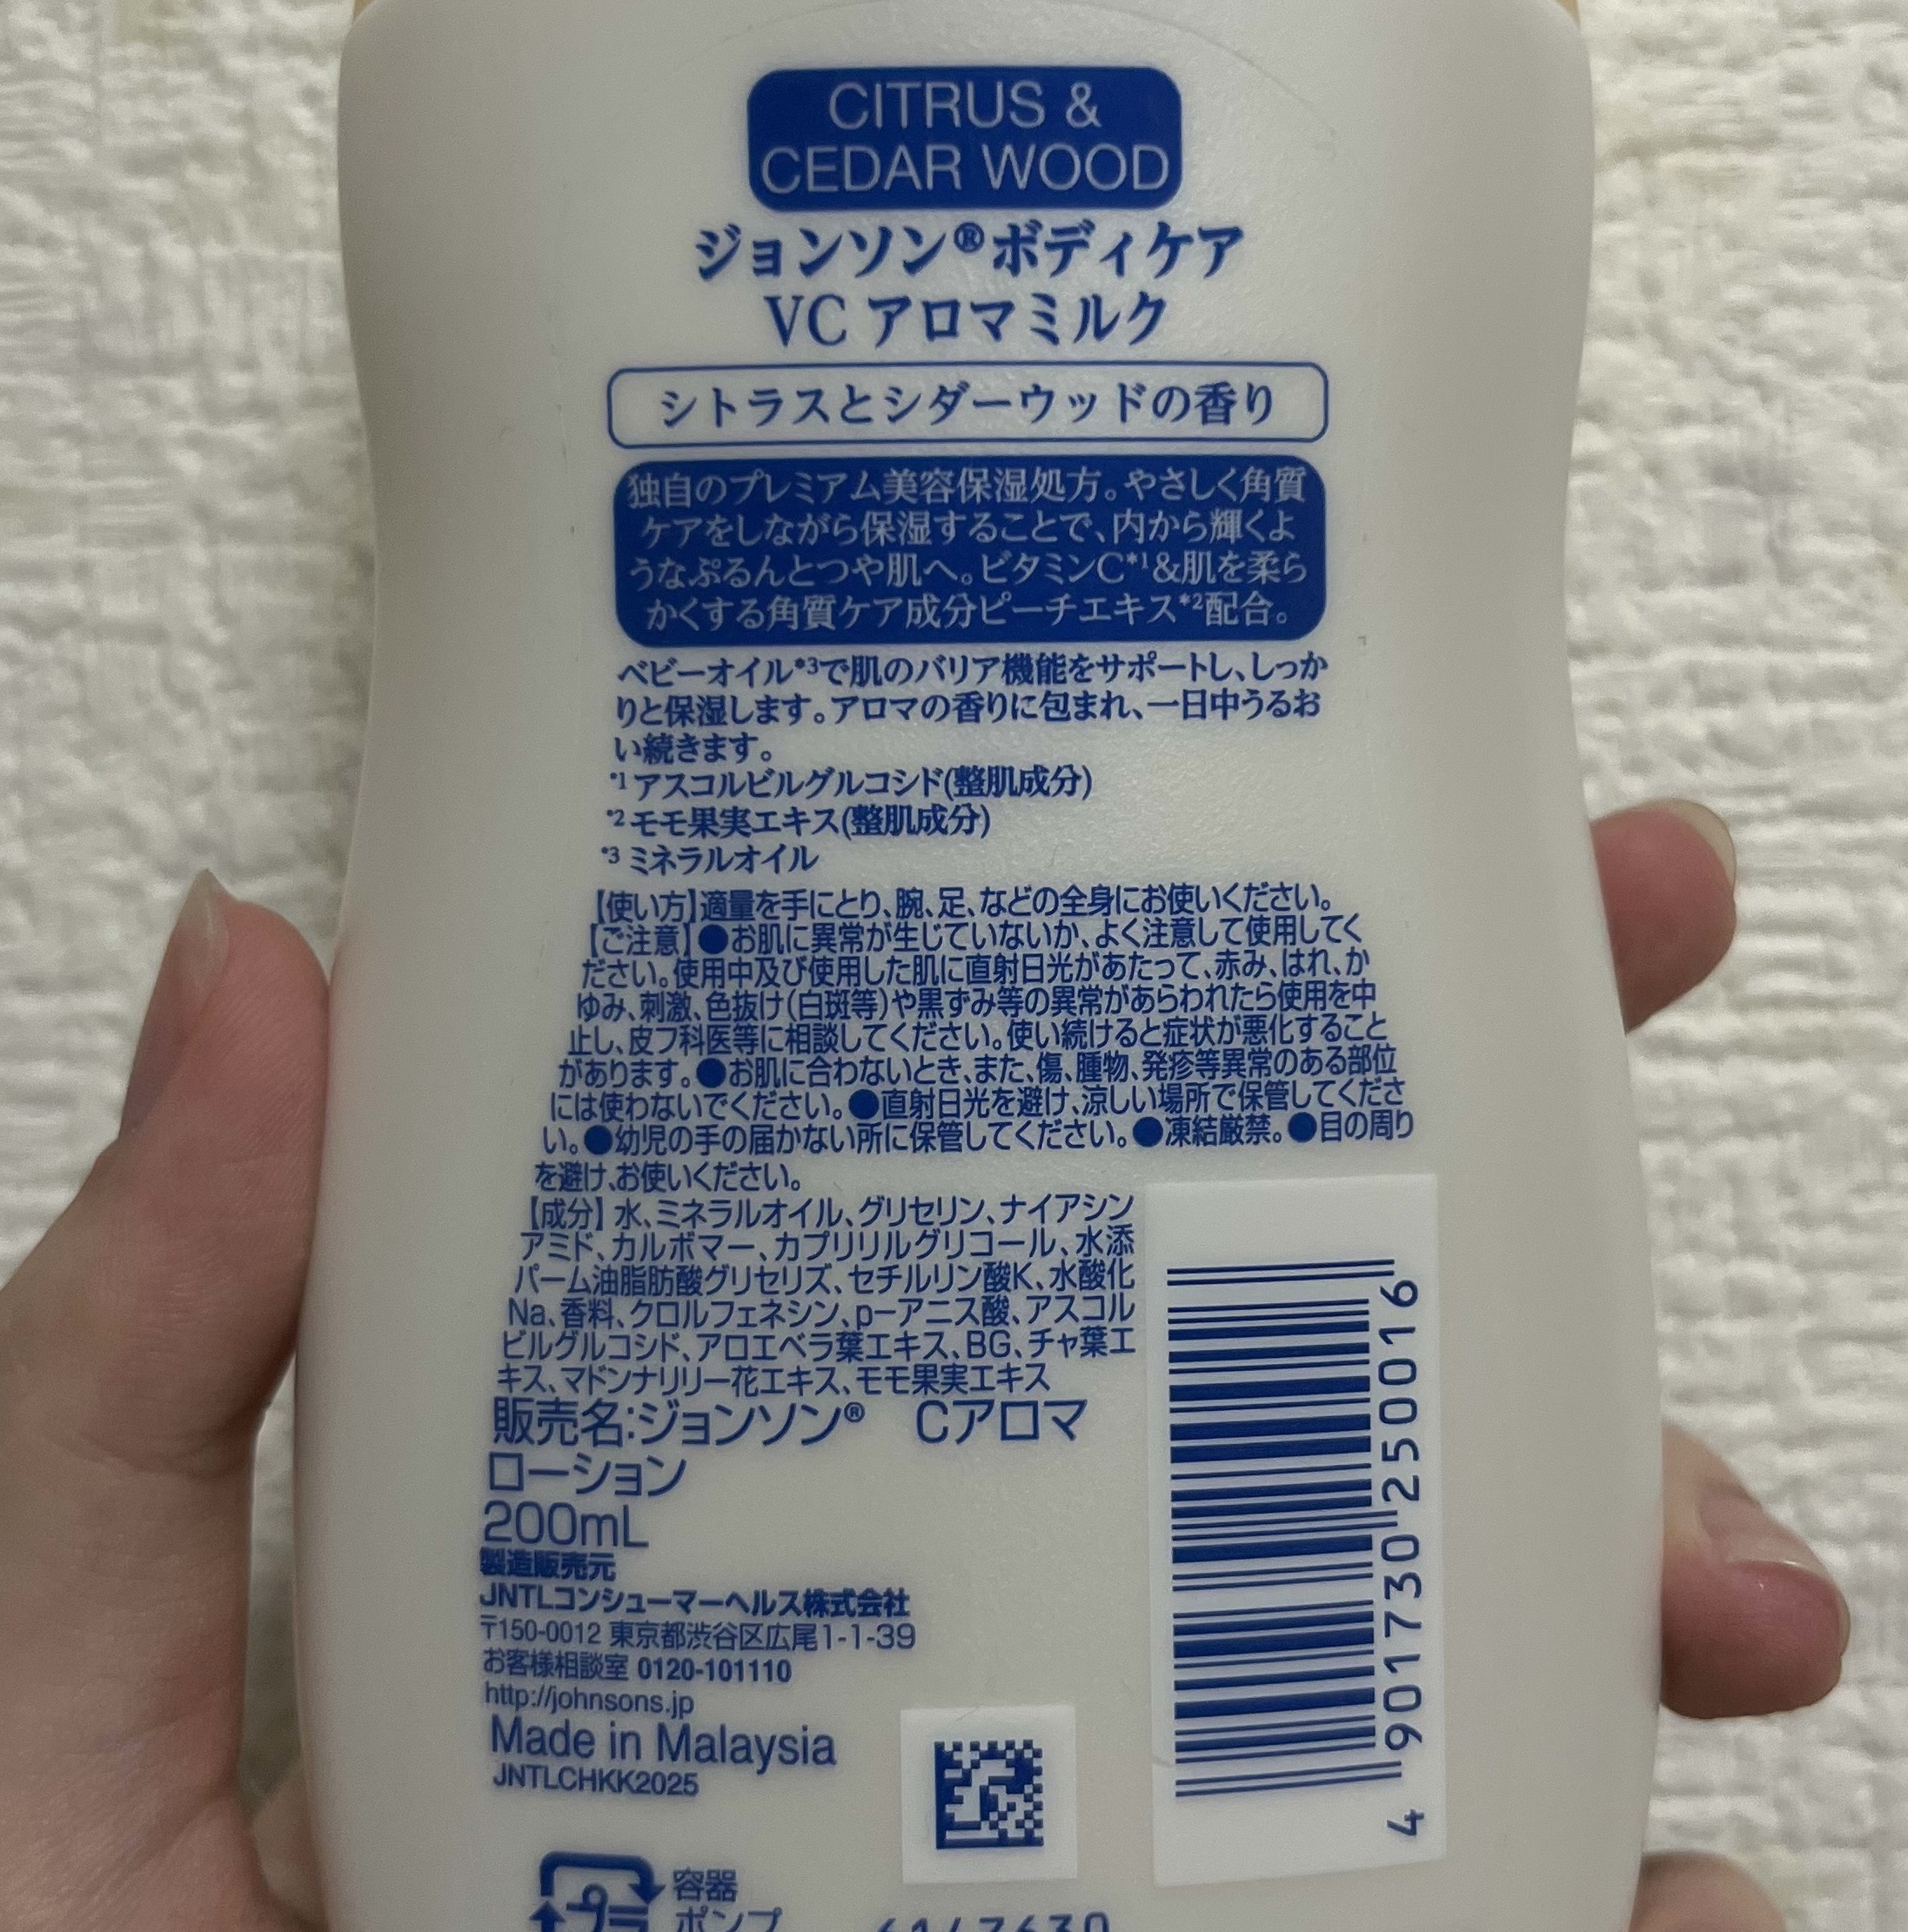 CITRUS &
CEDAR WOOD
ジョンソン®ボディケア
VC アロマミルク
シトラスとシダーウッドの香り
独自のプレミアム美容保湿処方。やさしく角質
ケアをしながら保湿することで、内から輝くよ
うなぷるんとつや肌へ。ビタミンC*1&肌を柔ら
かくする角質ケア成分ピーチエキス*2配合。
ベビーオイル*3で肌のバリア機能をサポートし、しっか
りと保湿します。アロマの香りに包まれ、一日中うるお
い続きます。
*1 アスコルビルグルコシド(整肌成分)
*2 モモ果実エキス(整肌成分)
*3 ミネラルオイル
【使い方】適量を手にとり、腕、足、などの全身にお使いください。
【ご注意】●お肌に異常が生じていないか、よく注意して使用してく
ださい。使用中及び使用した肌に直射日光があたって、赤み、はれ、か
ゆみ、刺激、色抜け(白斑等)や黒ずみ等の異常があらわれたら使用を中
止し、皮フ科医等に相談してください。使い続けると症状が悪化すること
があります。●お肌に合わないとき、また、傷、腫物、発疹等異常のある部位
には使わないでください。●直射日光を避け、涼しい場所で保管してくださ
い。●幼児の手の届かない所に保管してください。●凍結厳禁。●目の周り
を避け、お使いください。
【成分】水、ミネラルオイル、グリセリン、ナイアシン
アミド、カルボマー、カプリリルグリコール、水添
パーム油脂肪酸グリセリズ、セチルリン酸K、水酸化
Na、香料、クロルフェネシン、p-アニス酸、アスコル
ビルグルコシド、アロエベラ葉エキス、BG、チャ葉エ
キス、マドンナリリー花エキス、モモ果実エキス
販売名:ジョンソン® Cアロマ
ローション
200mL
製造販売元
JNTLコンシューマーヘルス株式会社
〒150-0012 東京都渋谷区広尾1-1-39
お客様相談室 0120-101110
http://johnsons.jp
Made in Malaysia
JNTLCHKK2025
4 901730 250016
プラ
容器
ポンプ